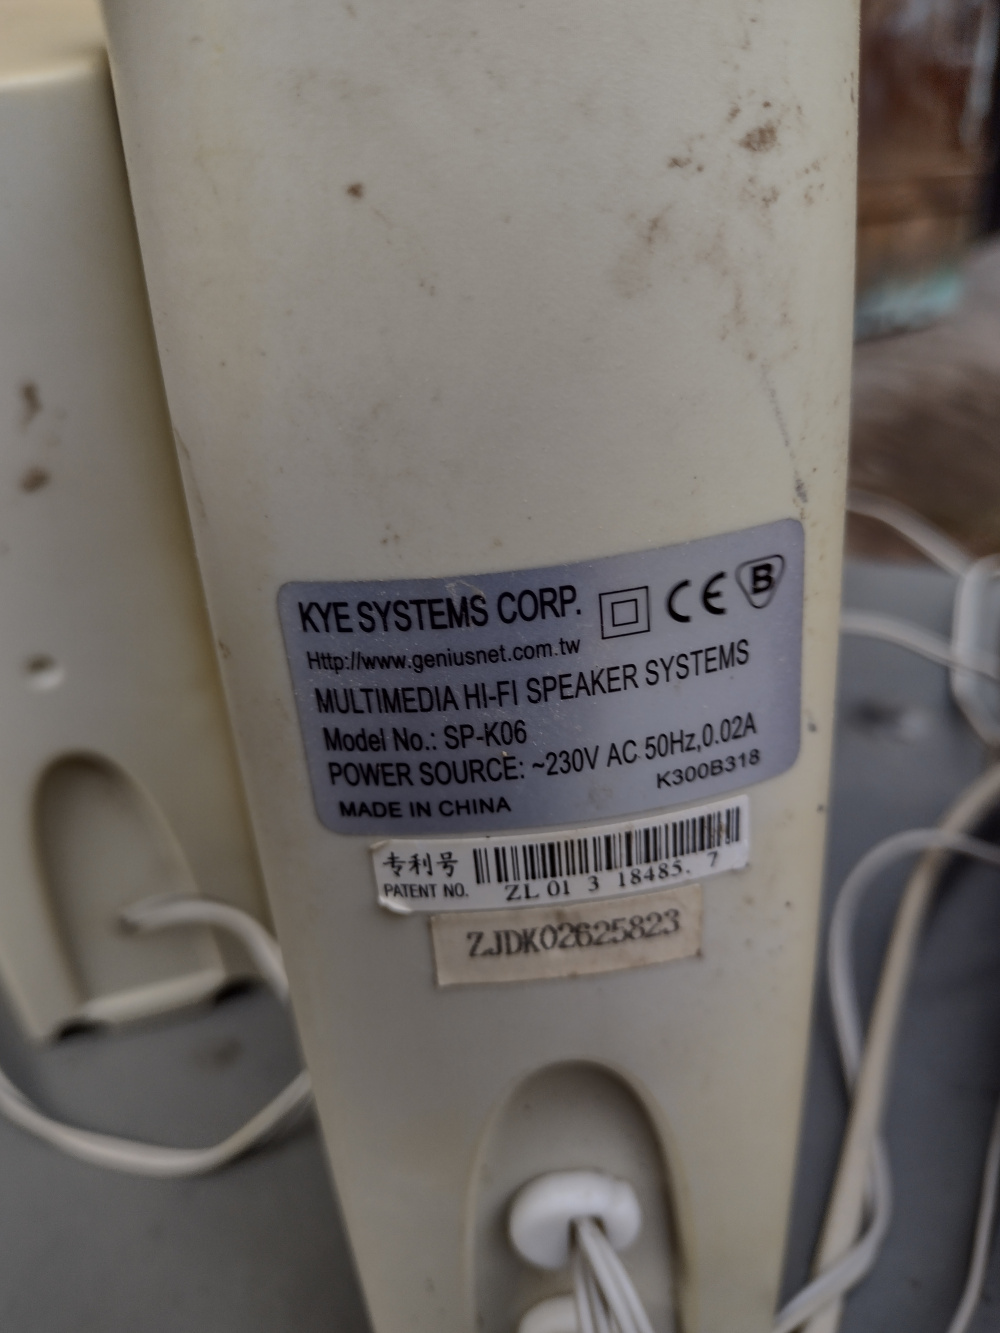 KYE SYSTEMS CORP. CE B
Http://www.geniusnet.com.tw
MULTIMEDIA HI-FI SPEAKER SYSTEMS
Model No.: SP-K06
POWER SOURCE: ~230V AC 50Hz,0.02A
MADE IN CHINA K300B318
专利号
PATENT NO. ZL 01 3 18485. 7
ZJDK02625823